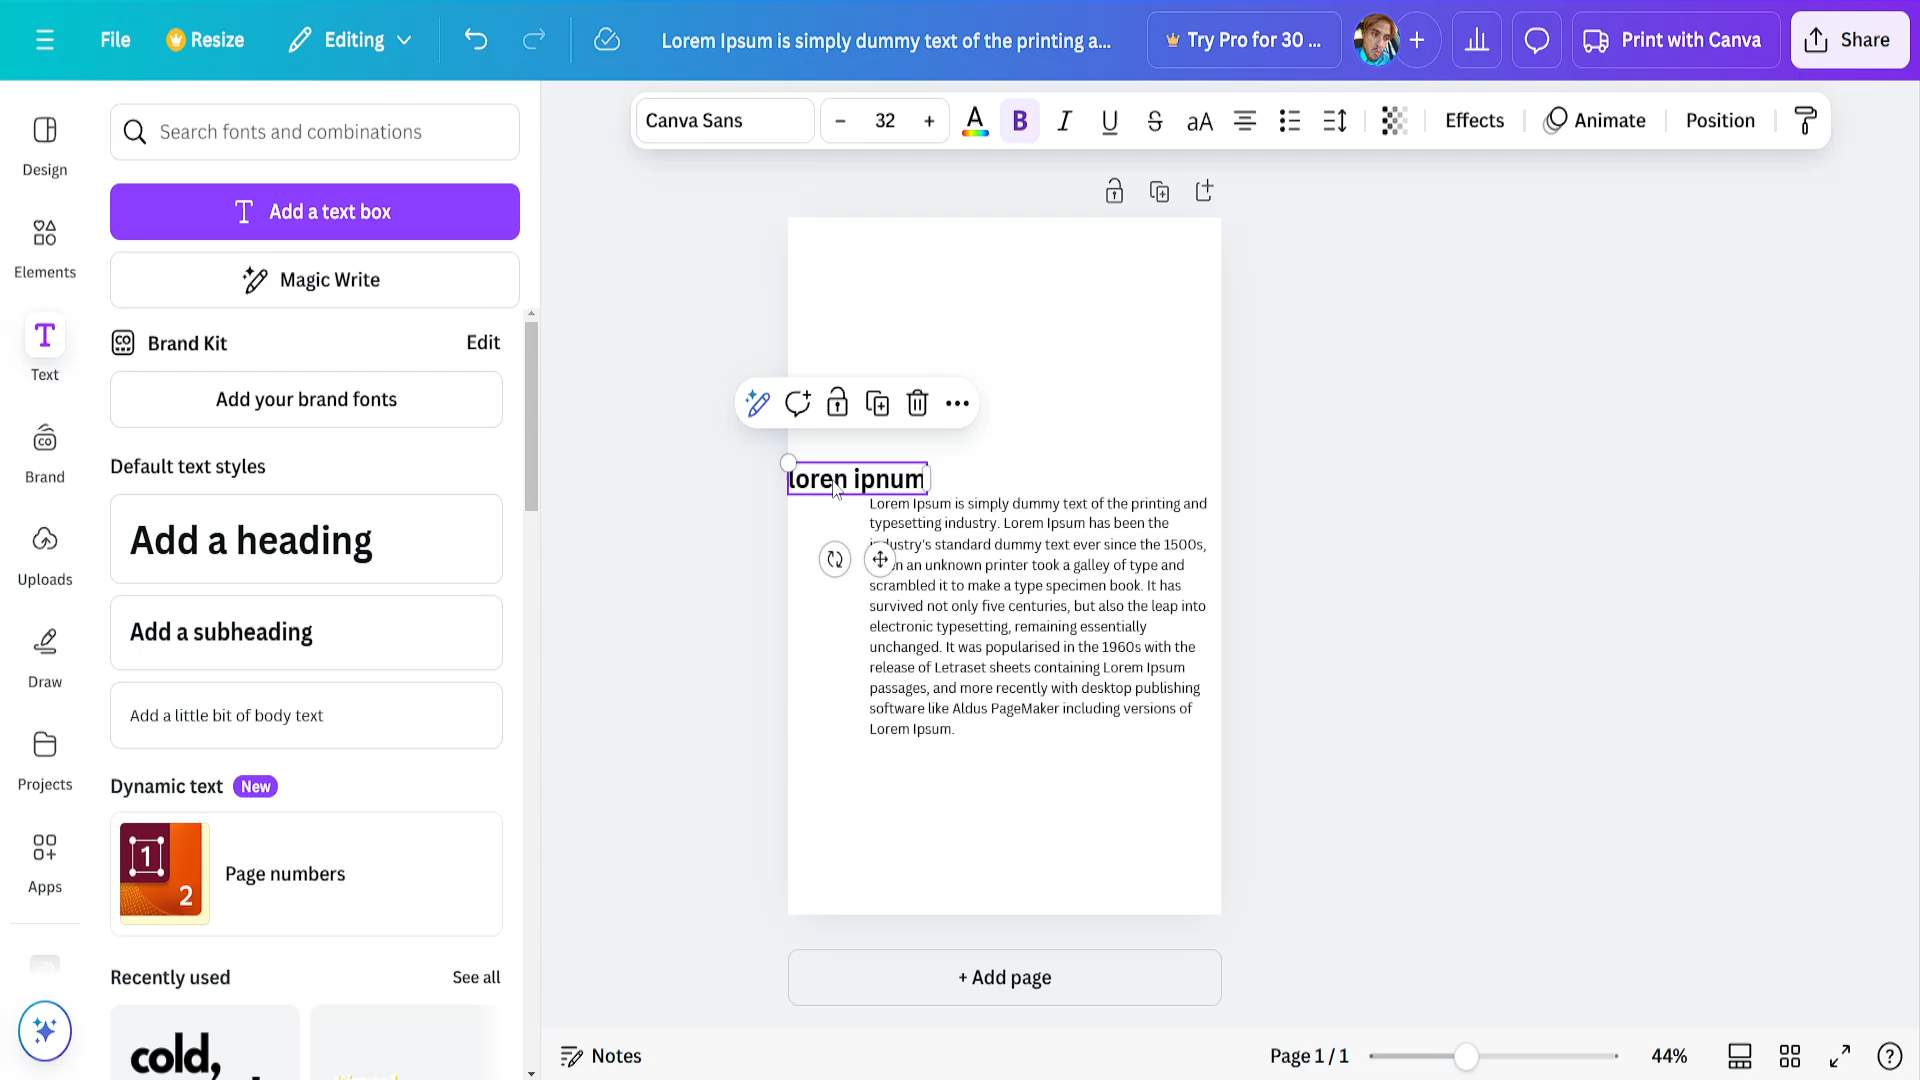 File
Resize
Editing
Lorem Ipsum is simply dummy text of the printing a...
Try Pro for 30 ...
Print with Canva
Share
Design
Elements
Text
Brand
Uploads
Draw
Projects
Apps
Search fonts and combinations
Add a text box
Magic Write
Brand Kit
Edit
Add your brand fonts
Default text styles
Add a heading
Add a subheading
Add a little bit of body text
Dynamic text New
1
2
Page numbers
Recently used
See all
cold,
Canva Sans
- 32 +
A
B
I
U
S
aA
Effects
Animate
Position
loren ipnum
Lorem Ipsum is simply dummy text of the printing and
typesetting industry. Lorem Ipsum has been the
industry's standard dummy text ever since the 1500s,
an unknown printer took a galley of type and
scrambled it to make a type specimen book. It has
survived not only five centuries, but also the leap into
electronic typesetting, remaining essentially
unchanged. It was popularised in the 1960s with the
release of Letraset sheets containing Lorem Ipsum
passages, and more recently with desktop publishing
software like Aldus PageMaker including versions of
Lorem Ipsum.
+ Add page
Notes
Page 1 / 1
44%